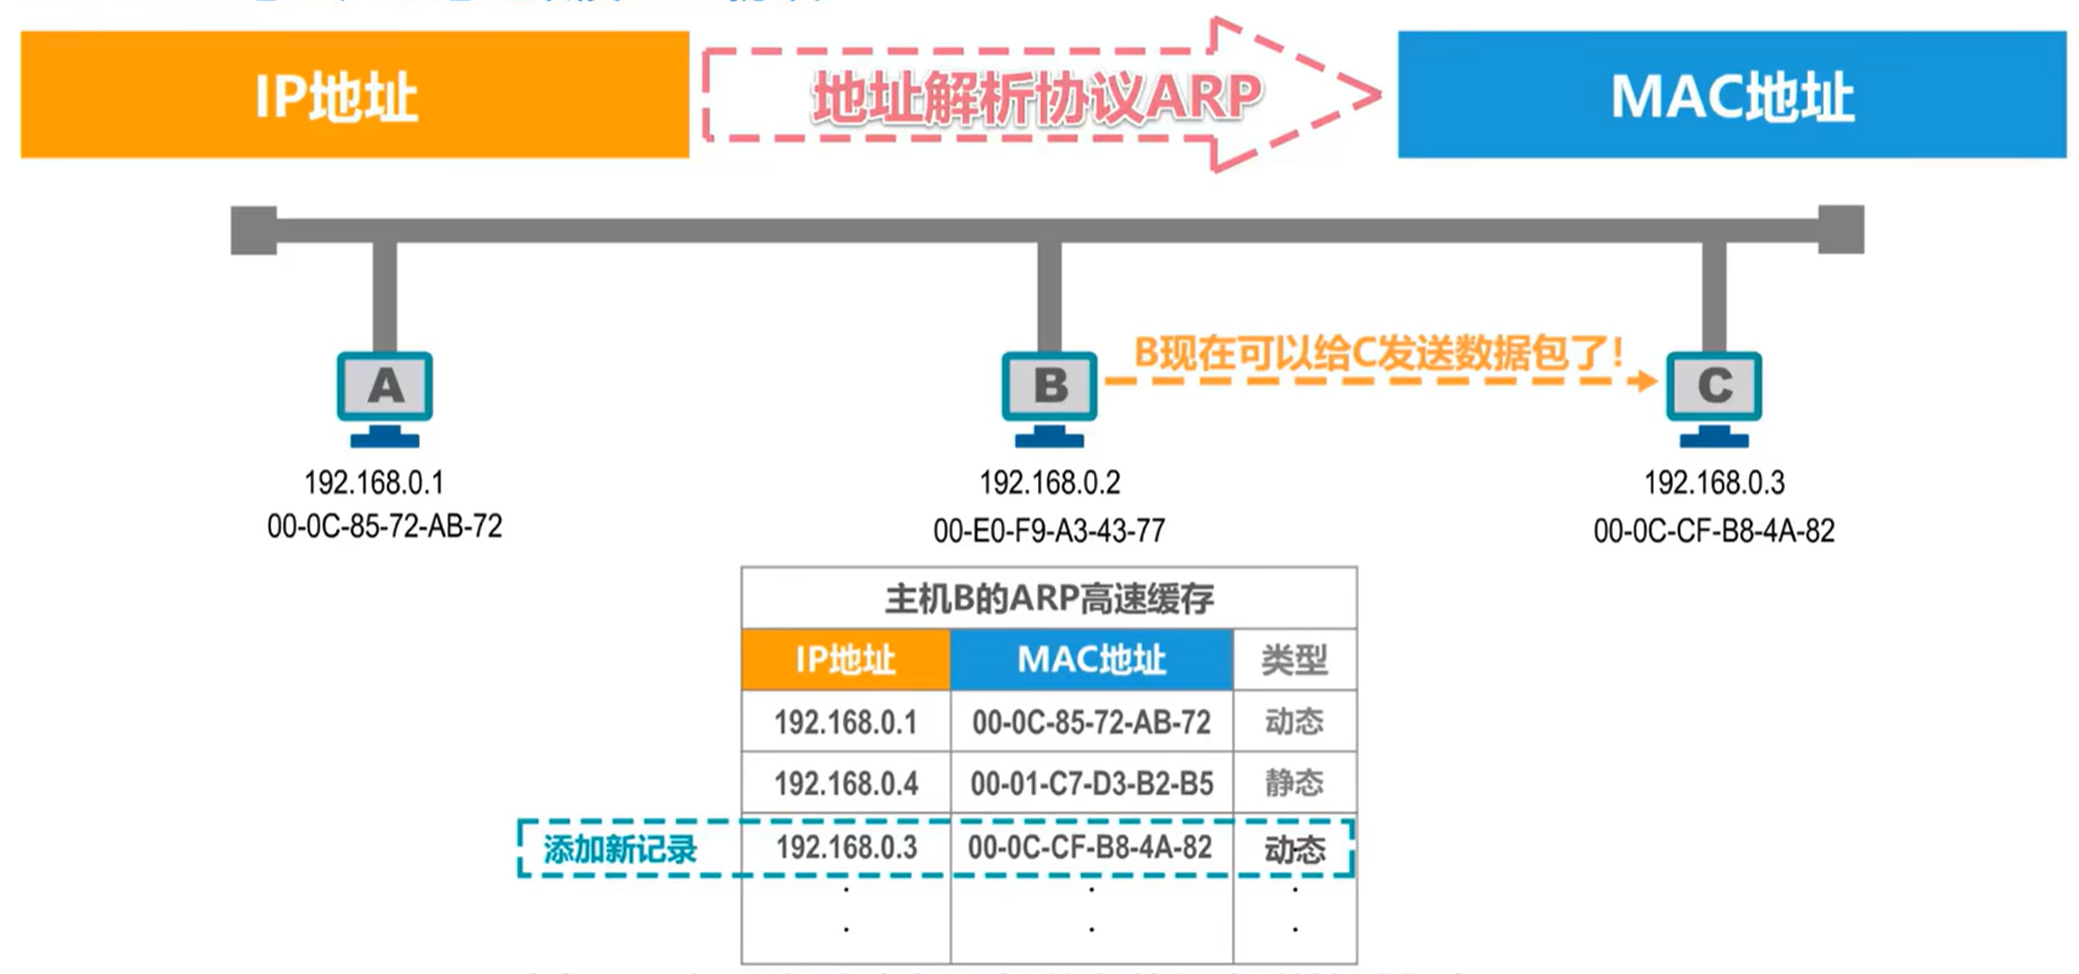 IP地址
地址解析协议ARP
MAC地址
B现在可以给C发送数据包了!
A
B
C
192.168.0.1
00-0C-85-72-AB-72
192.168.0.2
00-E0-F9-A3-43-77
192.168.0.3
00-0C-CF-B8-4A-82
主机B的ARP高速缓存
IP地址 MAC地址 类型
192.168.0.1 00-0C-85-72-AB-72 动态
192.168.0.4 00-01-C7-D3-B2-B5 静态
添加新记录 192.168.0.3 00-0C-CF-B8-4A-82 动态